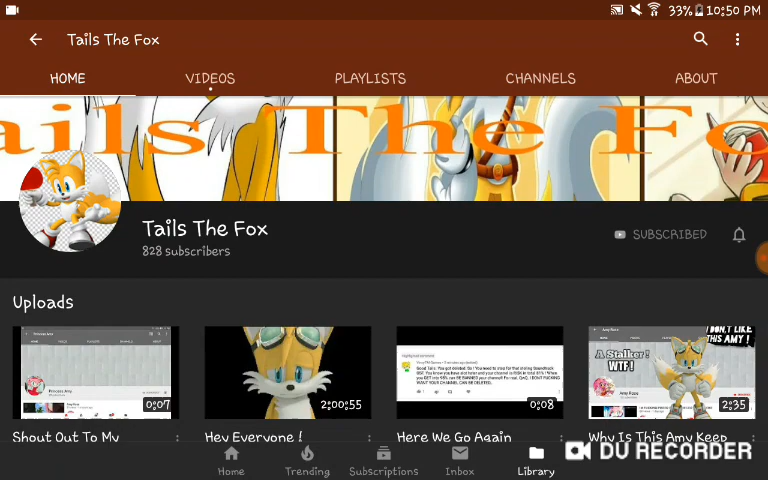 33% 10:50 PM
Tails The Fox
HOME VIDEOS PLAYLISTS CHANNELS ABOUT
ails The Fo
Tails The Fox
828 subscribers
SUBSCRIBED
Uploads
0:07
2:00:55
0:08
A Stalker!
WTF!
DON'T LIKE
THIS AMY!
2:35
Shout Out To My
Hey Everyone !
Here We Go Again
Why Is This Amy Keep
Home Trending Subscriptions Inbox Library
DU RECORDER